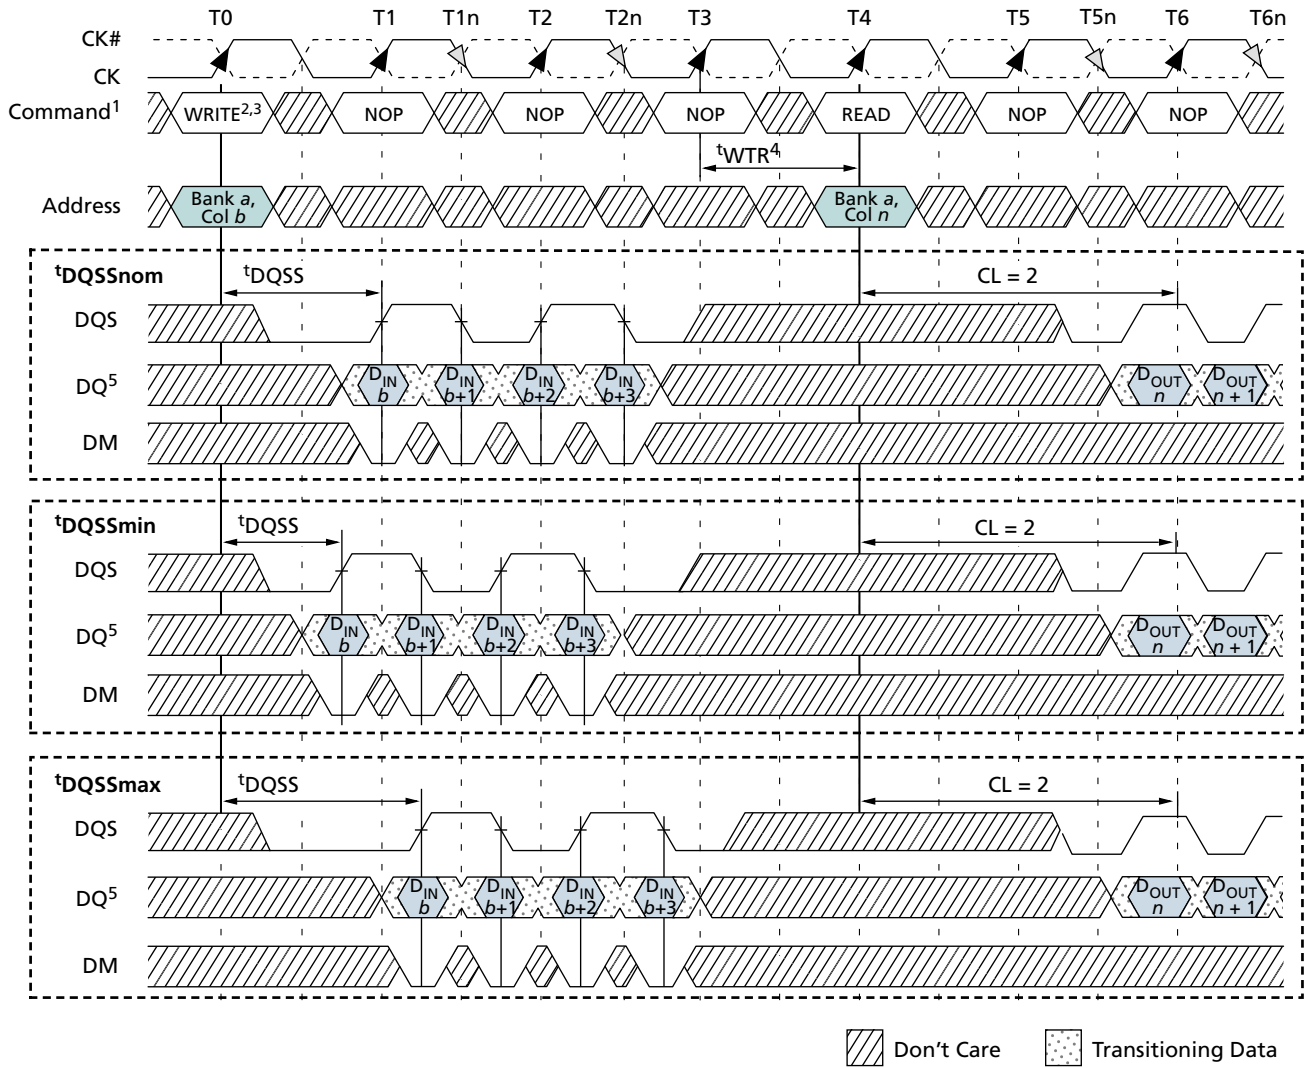 T0 T1 T1n T2 T2n T3 T4 T5 T5n T6 T6n
CK#
CK
Command1 WRITE2,3 NOP NOP NOP READ NOP NOP
tWTR4
Address Bank a, Col b Bank a, Col n
tDQSSnom tDQSS CL = 2
DQS
DQ5 DIN b DIN b+1 DIN b+2 DIN b+3 DOUT n DOUT n + 1
DM
tDQSSmin tDQSS CL = 2
DQS
DQ5 DIN b DIN b+1 DIN b+2 DIN b+3 DOUT n DOUT n + 1
DM
tDQSSmax tDQSS CL = 2
DQS
DQ5 DIN b DIN b+1 DIN b+2 DIN b+3 DOUT n DOUT n + 1
DM
Don't Care Transitioning Data